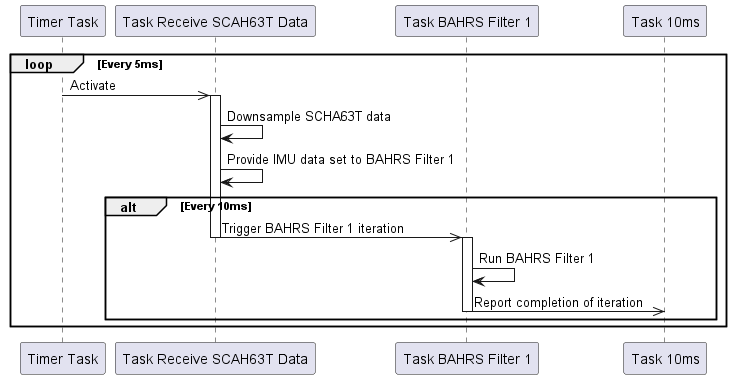 Timer Task
Task Receive SCAH63T Data
Task BAHRS Filter 1
Task 10ms
loop
[Every 5ms]
Activate
Downsample SCHA63T data
Provide IMU data set to BAHRS Filter 1
alt
[Every 10ms]
Trigger BAHRS Filter 1 iteration
Run BAHRS Filter 1
Report completion of iteration
Timer Task
Task Receive SCAH63T Data
Task BAHRS Filter 1
Task 10ms